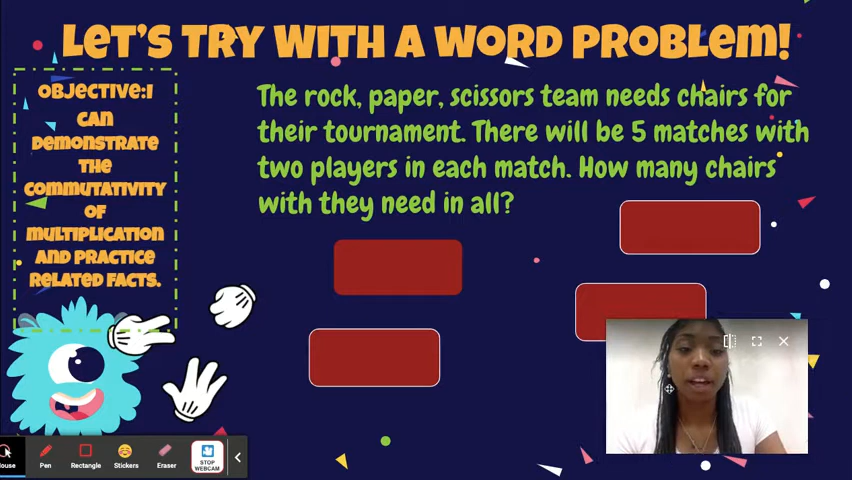 Let's try with a word problem!
Objective:I
can
demonstrate
the
commutativity
of
multiplication
and practice
related facts.
The rock, paper, scissors team needs chairs for
their tournament. There will be 5 matches with
two players in each match. How many chairs
with they need in all?
Pen
Rectangle
Stickers
Eraser
STOP
WEBCAM